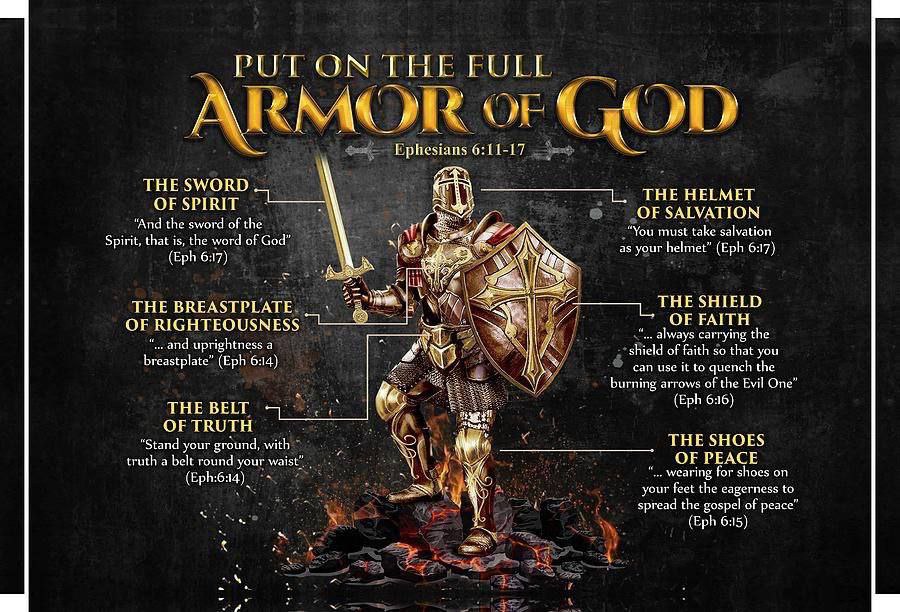 PUT ON THE FULL
ARMOR OF GOD
Ephesians 6:11-17
THE SWORD
OF SPIRIT
“And the sword of the
Spirit, that is, the word of God”
(Eph 6:17)
THE BREASTPLATE
OF RIGHTEOUSNESS
“... and uprightness a
breastplate” (Eph 6:14)
THE BELT
OF TRUTH
“Stand your ground, with
truth a belt round your waist”
(Eph:6:14)
THE HELMET
OF SALVATION
“You must take salvation
as your helmet” (Eph 6:17)
THE SHIELD
OF FAITH
“... always carrying the
shield of faith so that you
can use it to quench the
burning arrows of the Evil One”
(Eph 6:16)
THE SHOES
OF PEACE
“... wearing for shoes on
your feet the eagerness to
spread the gospel of peace”
(Eph 6:15)